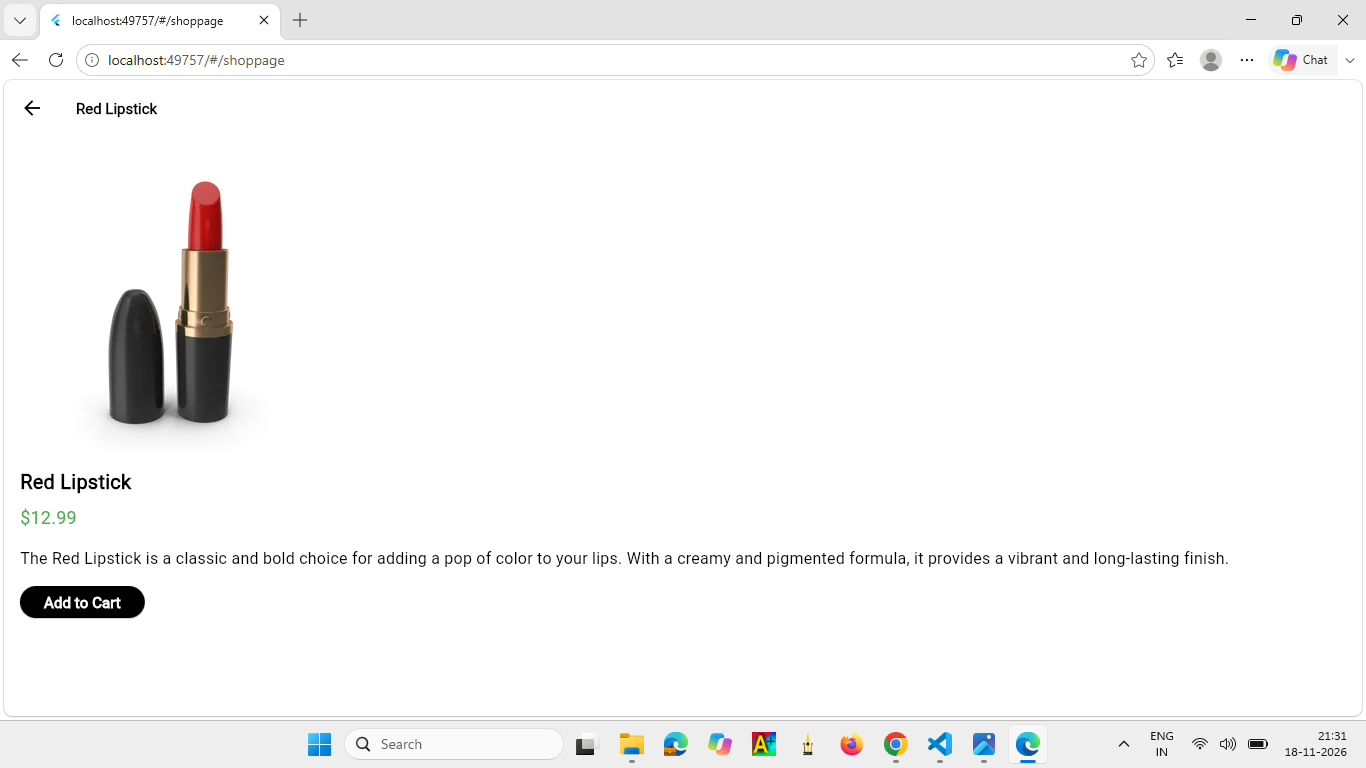 localhost:49757/#/shoppage
localhost:49757/#/shoppage
Chat
Red Lipstick
Red Lipstick
$12.99
The Red Lipstick is a classic and bold choice for adding a pop of color to your lips. With a creamy and pigmented formula, it provides a vibrant and long-lasting finish.
Add to Cart
Search
A+
ENG
IN
21:31
18-11-2026